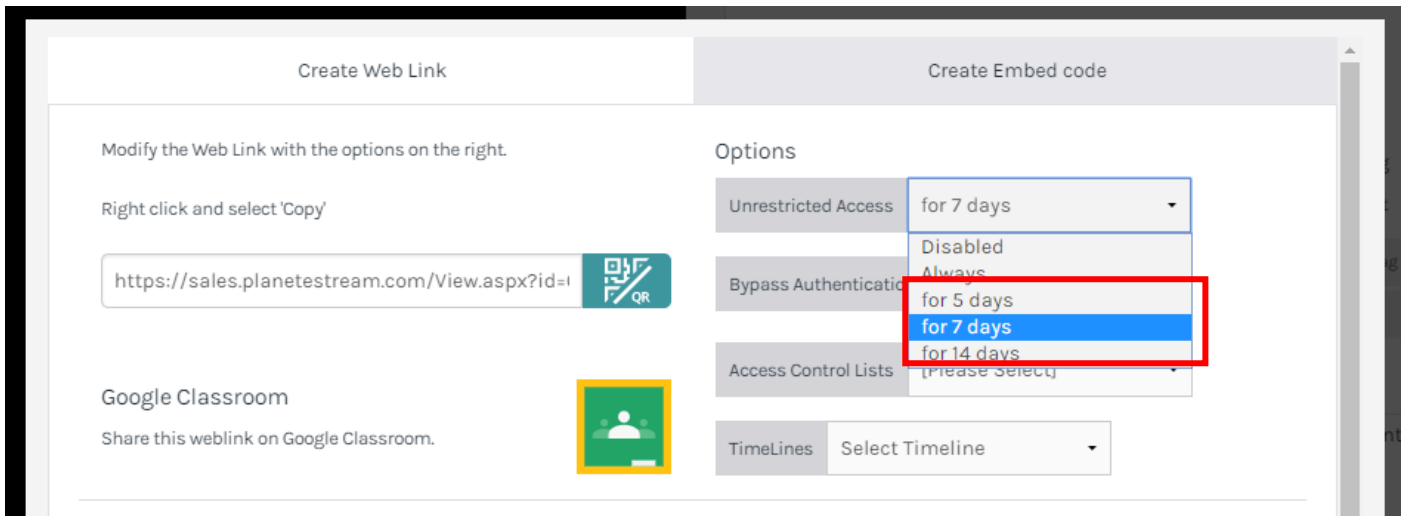 Create Web Link
Create Embed code
Modify the Web Link with the options on the right.
Right click and select 'Copy'
https://sales.planetestream.com/View.aspx?id=
QR
Google Classroom
Share this weblink on Google Classroom.
Options
Unrestricted Access
for 7 days
Disabled
Always
for 5 days
for 7 days
for 14 days
Bypass
Access Control Lists
[Please Select]
TimeLines
Select Timeline